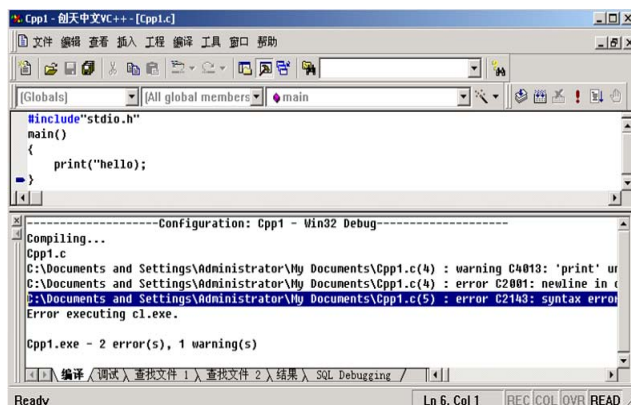 Cpp1 - 创天中文VC++ - [Cpp1.c]
文件 编辑 查看 插入 工程 编译 工具 窗口 帮助
[Globals] [All global members main
#include"stdio.h"
main()
{
print("hello);
}
--------------------Configuration: Cpp1 - Win32 Debug--------------------
Compiling...
Cpp1.c
C:\Documents and Settings\Administrator\My Documents\Cpp1.c(4) : warning C4013: 'print' un
C:\Documents and Settings\Administrator\My Documents\Cpp1.c(4) : error C2001: newline in c
C:\Documents and Settings\Administrator\My Documents\Cpp1.c(5) : error C2143: syntax error
Error executing cl.exe.
Cpp1.exe - 2 error(s), 1 warning(s)
编译 调试 查找文件 1 查找文件 2 结果 SQL Debugging
Ready Ln 6, Col 1 REC COL OVR READ